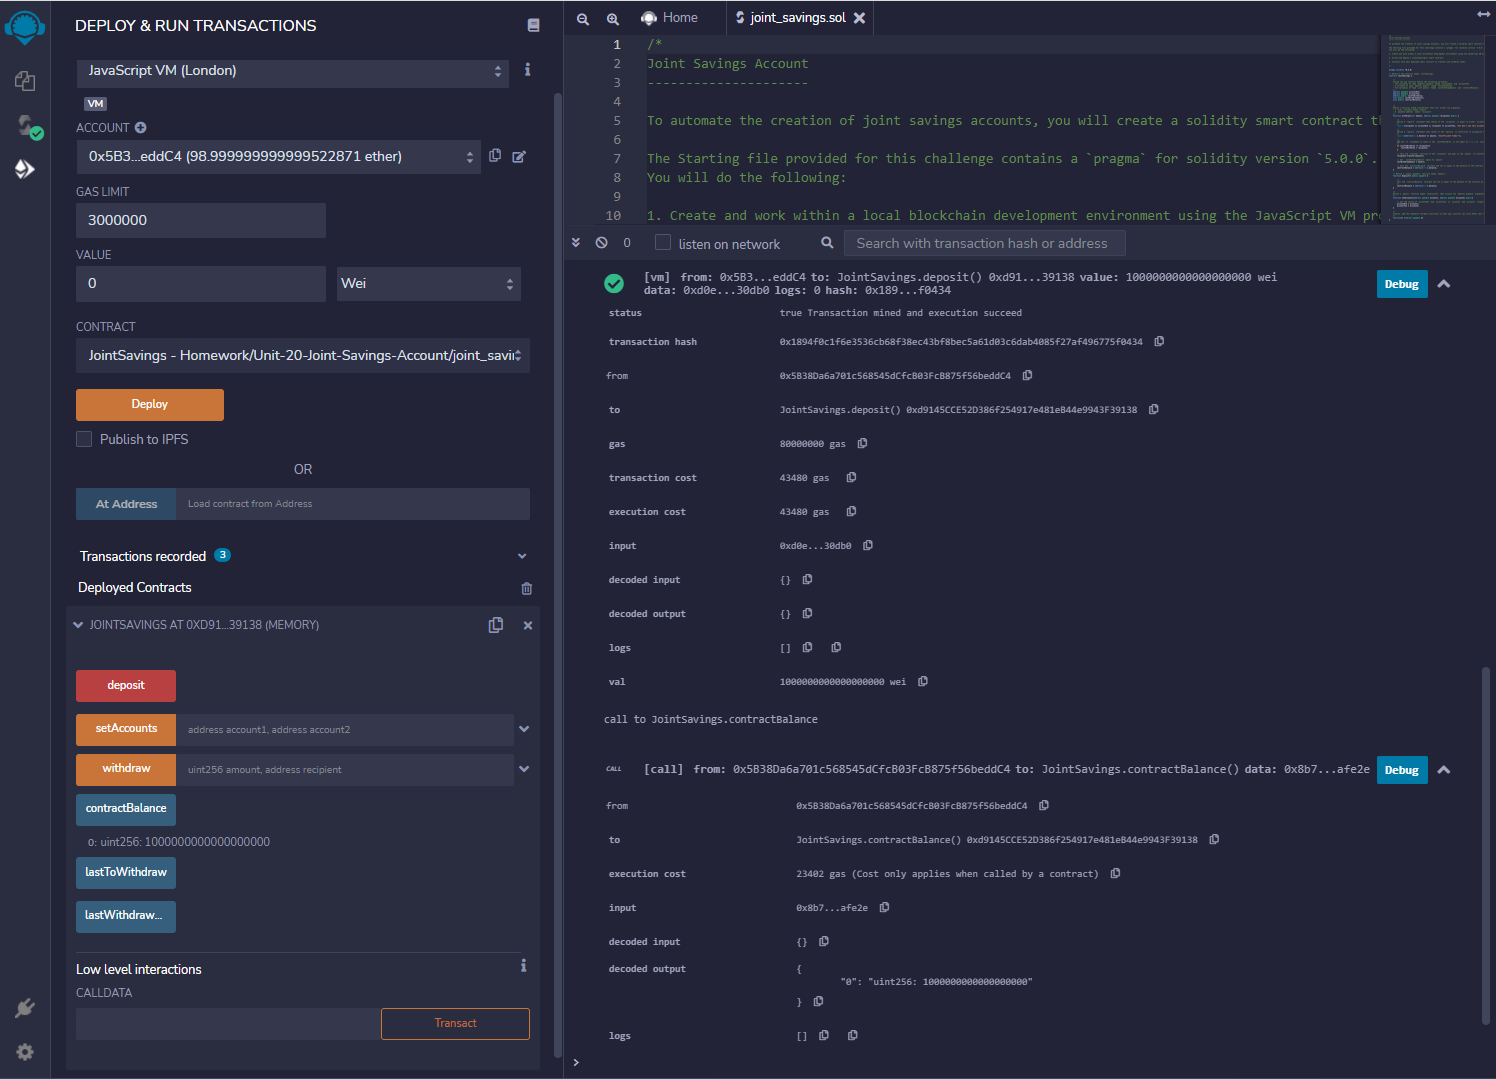 DEPLOY & RUN TRANSACTIONS
JavaScript VM (London)
VM
ACCOUNT
0x5B3...eddC4 (98.999999999999522871 ether)
GAS LIMIT
3000000
VALUE
0
Wei
CONTRACT
JointSavings - Homework/Unit-20-Joint-Savings-Account/joint_savin
Deploy
Publish to IPFS
OR
At Address
Load contract from Address
Transactions recorded 3
Deployed Contracts
JOINTSAVINGS AT 0XD91...39138 (MEMORY)
deposit
setAccounts
address account1, address account2
withdraw
uint256 amount, address recipient
contractBalance
0: uint256: 1000000000000000000
lastToWithdraw
lastWithdraw...
Low level interactions
CALLDATA
Transact
Home
joint_savings.sol
1 /*
2 Joint Savings Account
3 --------------------
4
5 To automate the creation of joint savings accounts, you will create a solidity smart contract th
6
7 The Starting file provided for this challenge contains a `pragma` for solidity version `5.0.0`.
8 You will do the following:
9
10 1. Create and work within a local blockchain development environment using the JavaScript VM pro
0
listen on network
Search with transaction hash or address
[vm] from: 0x5B3...eddC4 to: JointSavings.deposit() 0xd91...39138 value: 1000000000000000000 wei
data: 0xd0e...30db0 logs: 0 hash: 0x189...f0434
Debug
status true Transaction mined and execution succeed
transaction hash 0x1894f0c1f6e3536cb68f38ec43bf8bec5a61d03c6dab4085f27af496775f0434
from 0x5B38Da6a701c568545dCfcB03FcB875f56beddC4
to JointSavings.deposit() 0xd9145CCE52D386f254917e481eB44e9943F39138
gas 80000000 gas
transaction cost 43480 gas
execution cost 43480 gas
input 0xd0e...30db0
decoded input {}
decoded output {}
logs []
val 1000000000000000000 wei
call to JointSavings.contractBalance
CALL [call] from: 0x5B38Da6a701c568545dCfcB03FcB875f56beddC4 to: JointSavings.contractBalance() data: 0x8b7...afe2e
Debug
from 0x5B38Da6a701c568545dCfcB03FcB875f56beddC4
to JointSavings.contractBalance() 0xd9145CCE52D386f254917e481eB44e9943F39138
execution cost 23402 gas (Cost only applies when called by a contract)
input 0x8b7...afe2e
decoded input {}
decoded output {
"0": "uint256: 1000000000000000000"
}
logs []
>